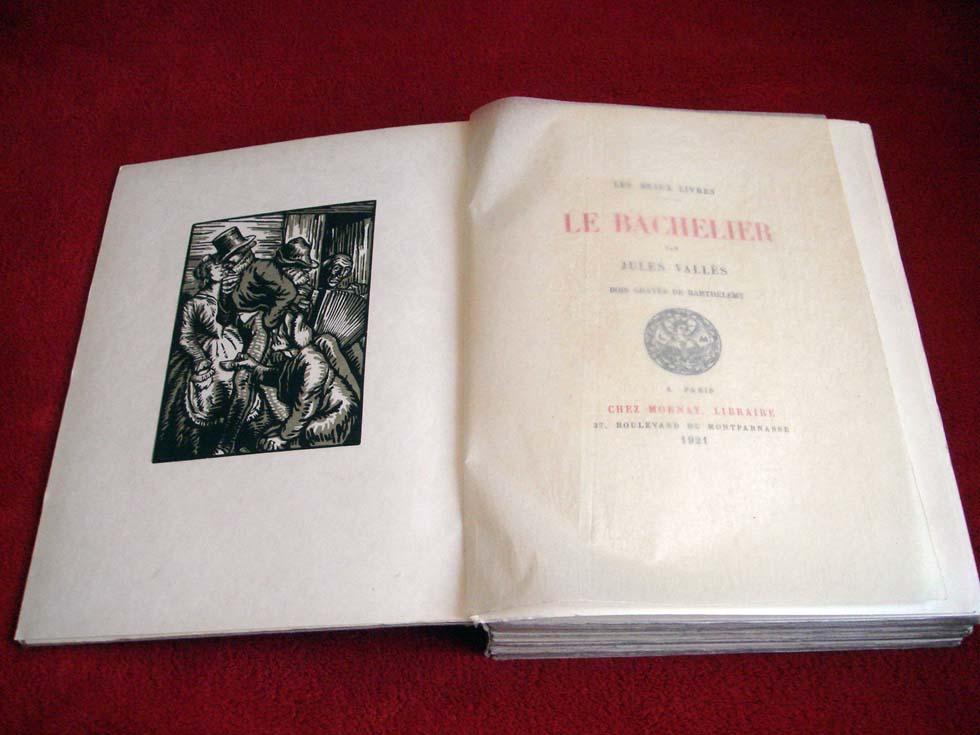 LES BEAUX LIVRES
LE BACHELIER
PAR
JULES VALLÈS
BOIS GRAVÉS DE BARTHÉLEMY
A PARIS
CHEZ MORNAY, LIBRAIRE
37, BOULEVARD DU MONTPARNASSE
1921